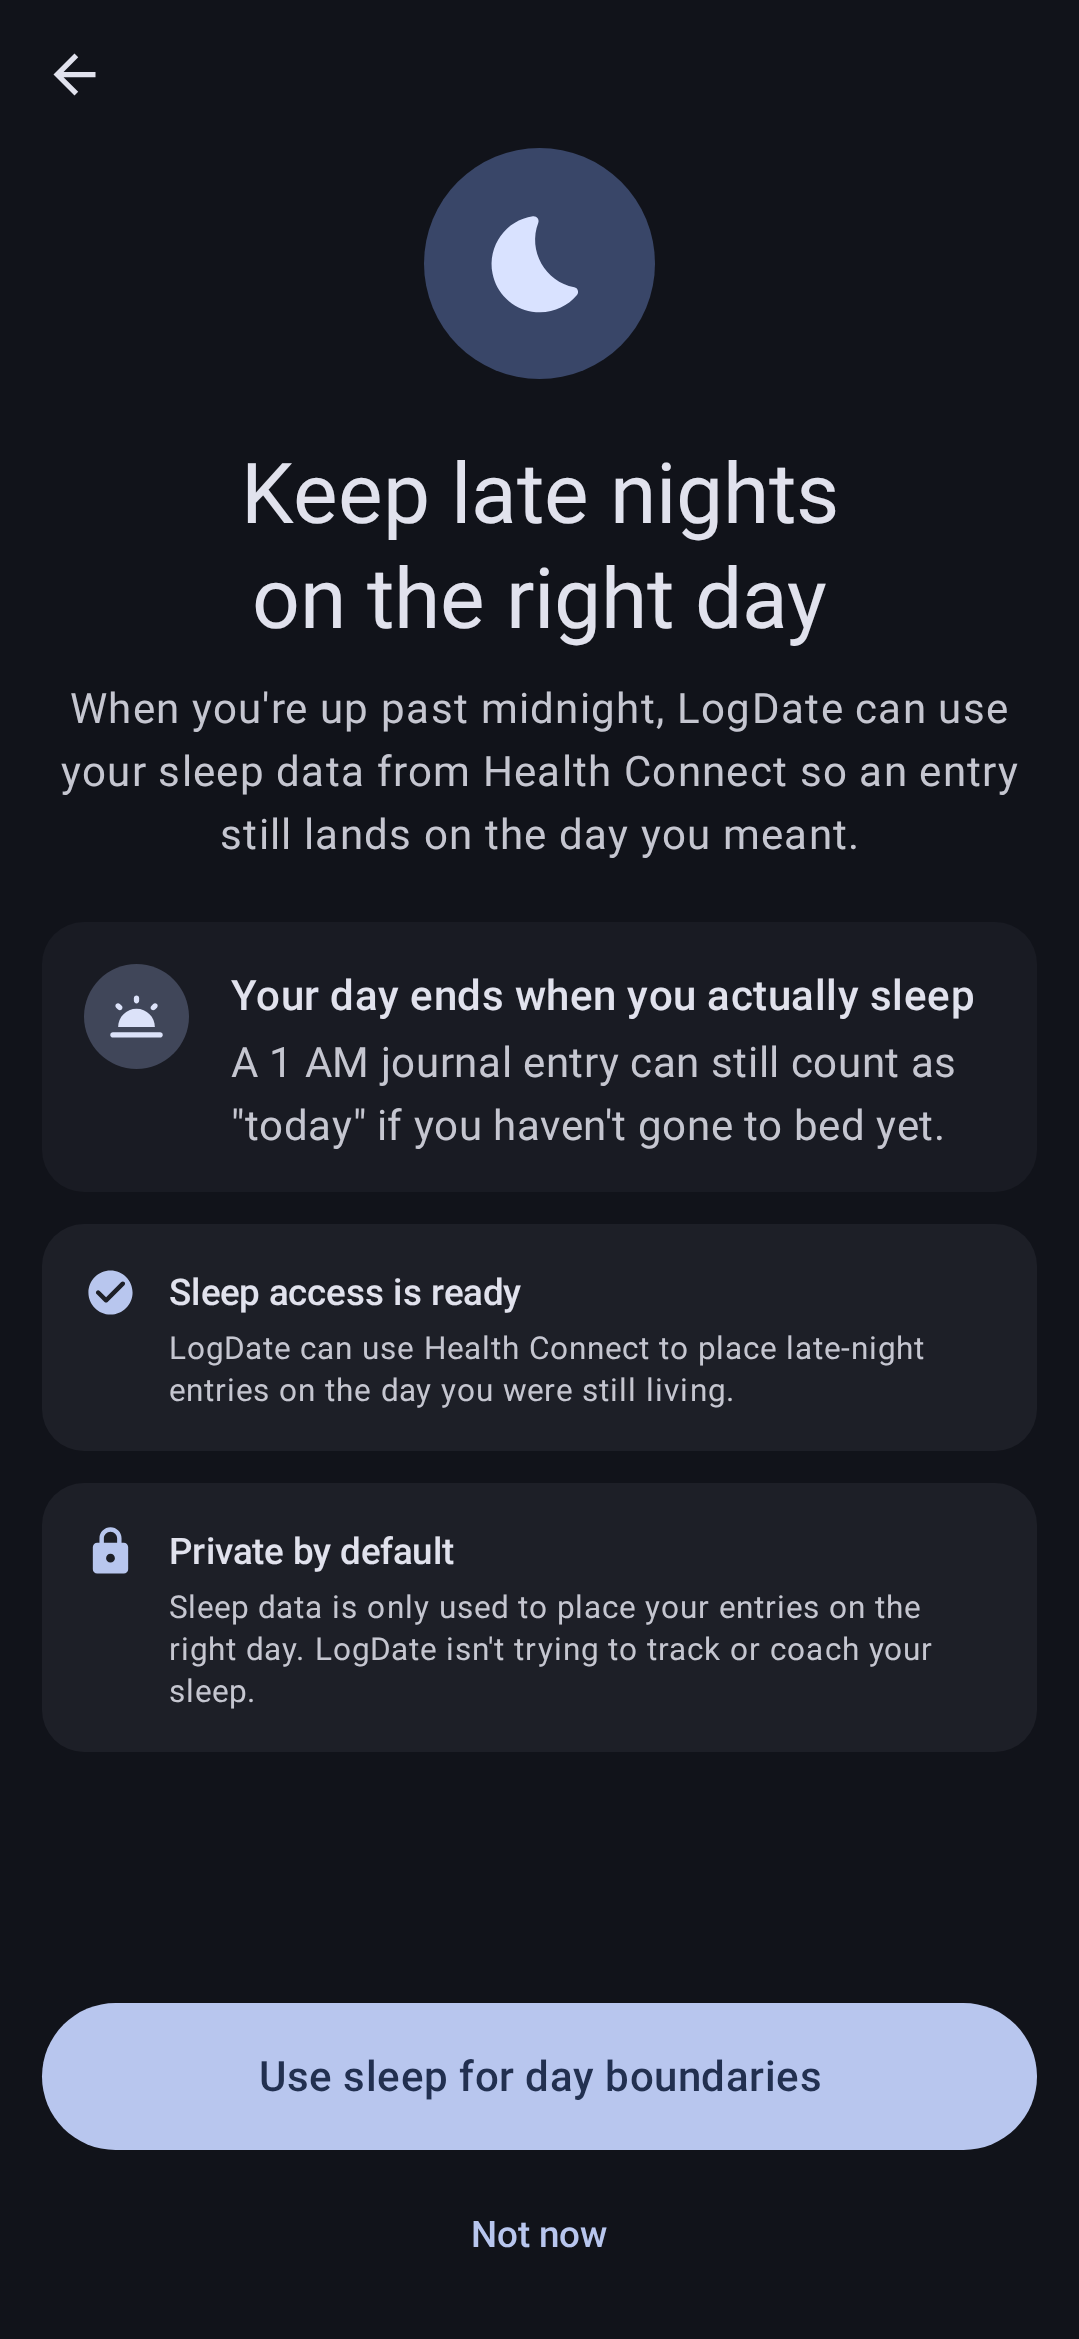 Keep late nights
on the right day
When you're up past midnight, LogDate can use
your sleep data from Health Connect so an entry
still lands on the day you meant.
Your day ends when you actually sleep
A 1 AM journal entry can still count as
"today" if you haven't gone to bed yet.
Sleep access is ready
LogDate can use Health Connect to place late-night
entries on the day you were still living.
Private by default
Sleep data is only used to place your entries on the
right day. LogDate isn't trying to track or coach your
sleep.
Use sleep for day boundaries
Not now